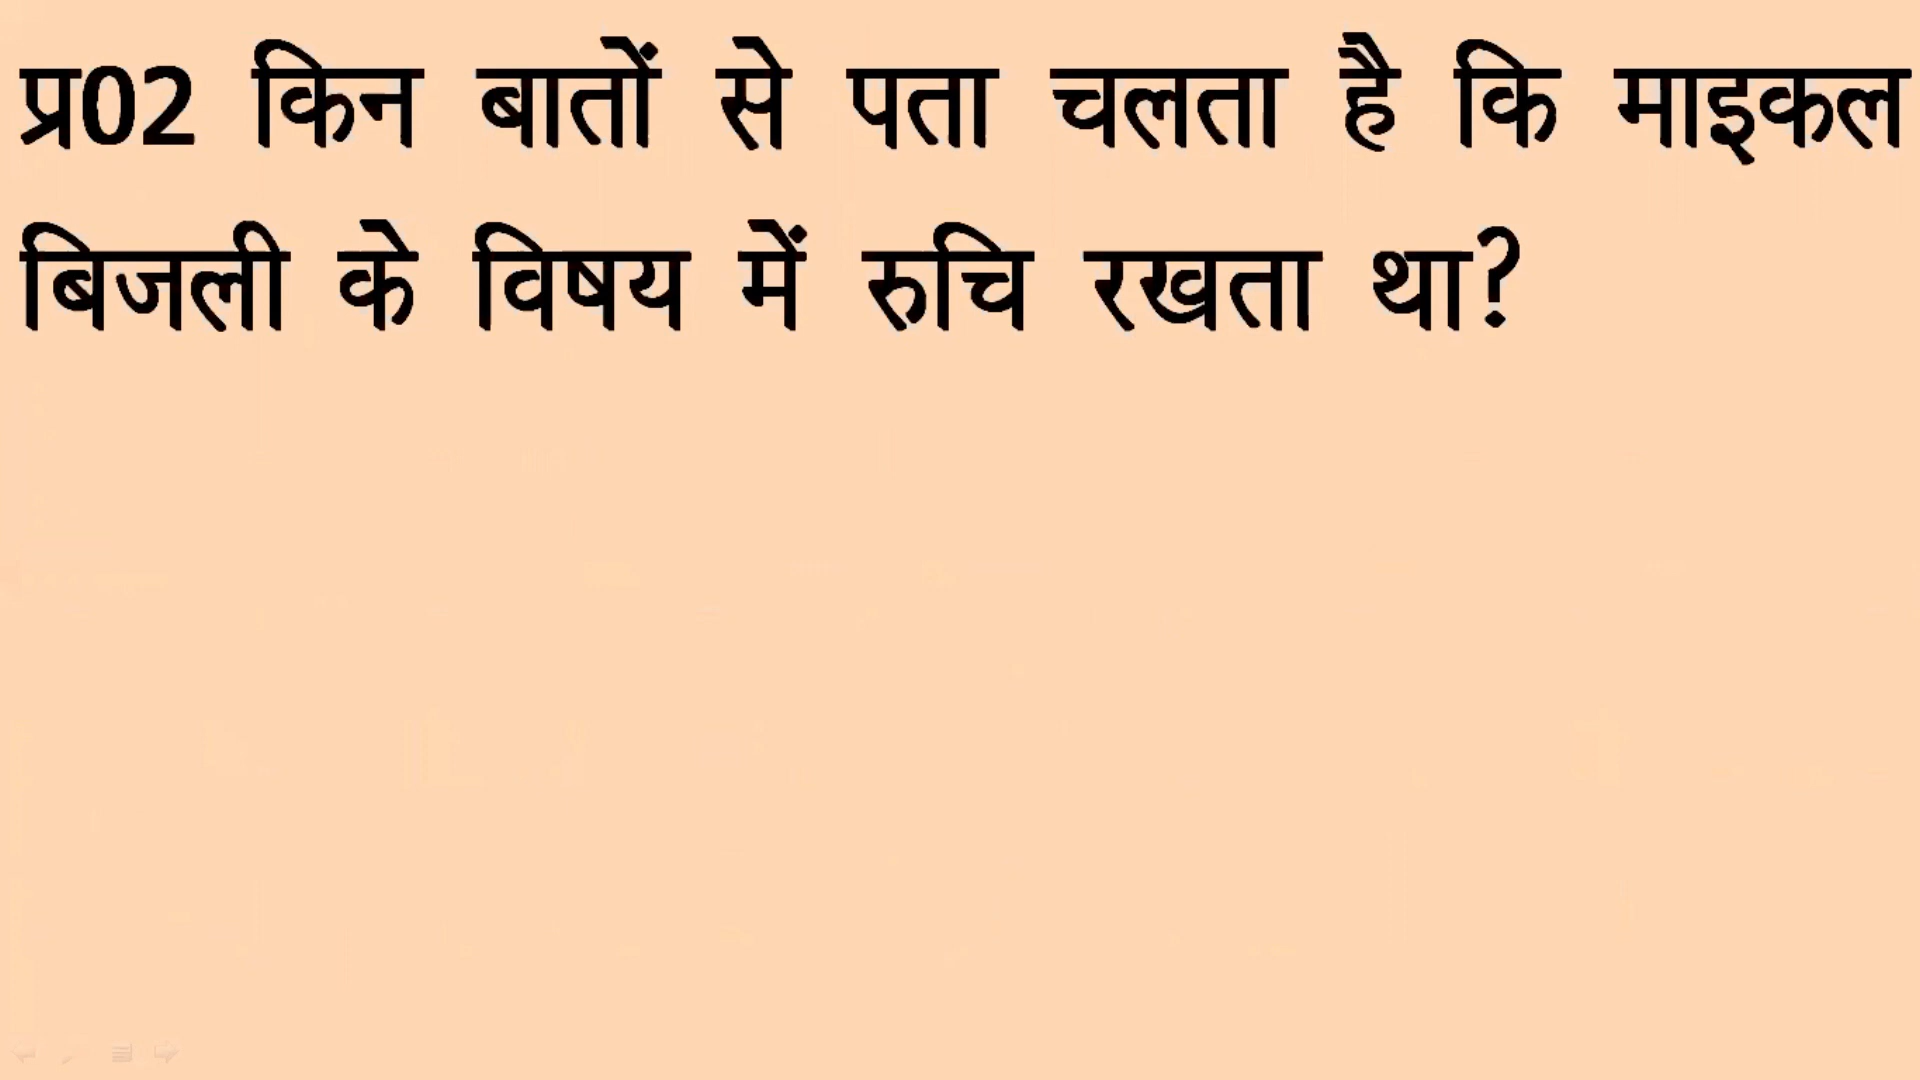 प्र02 किन बातों से पता चलता है कि माइकल
बिजली के विषय में रुचि रखता था?